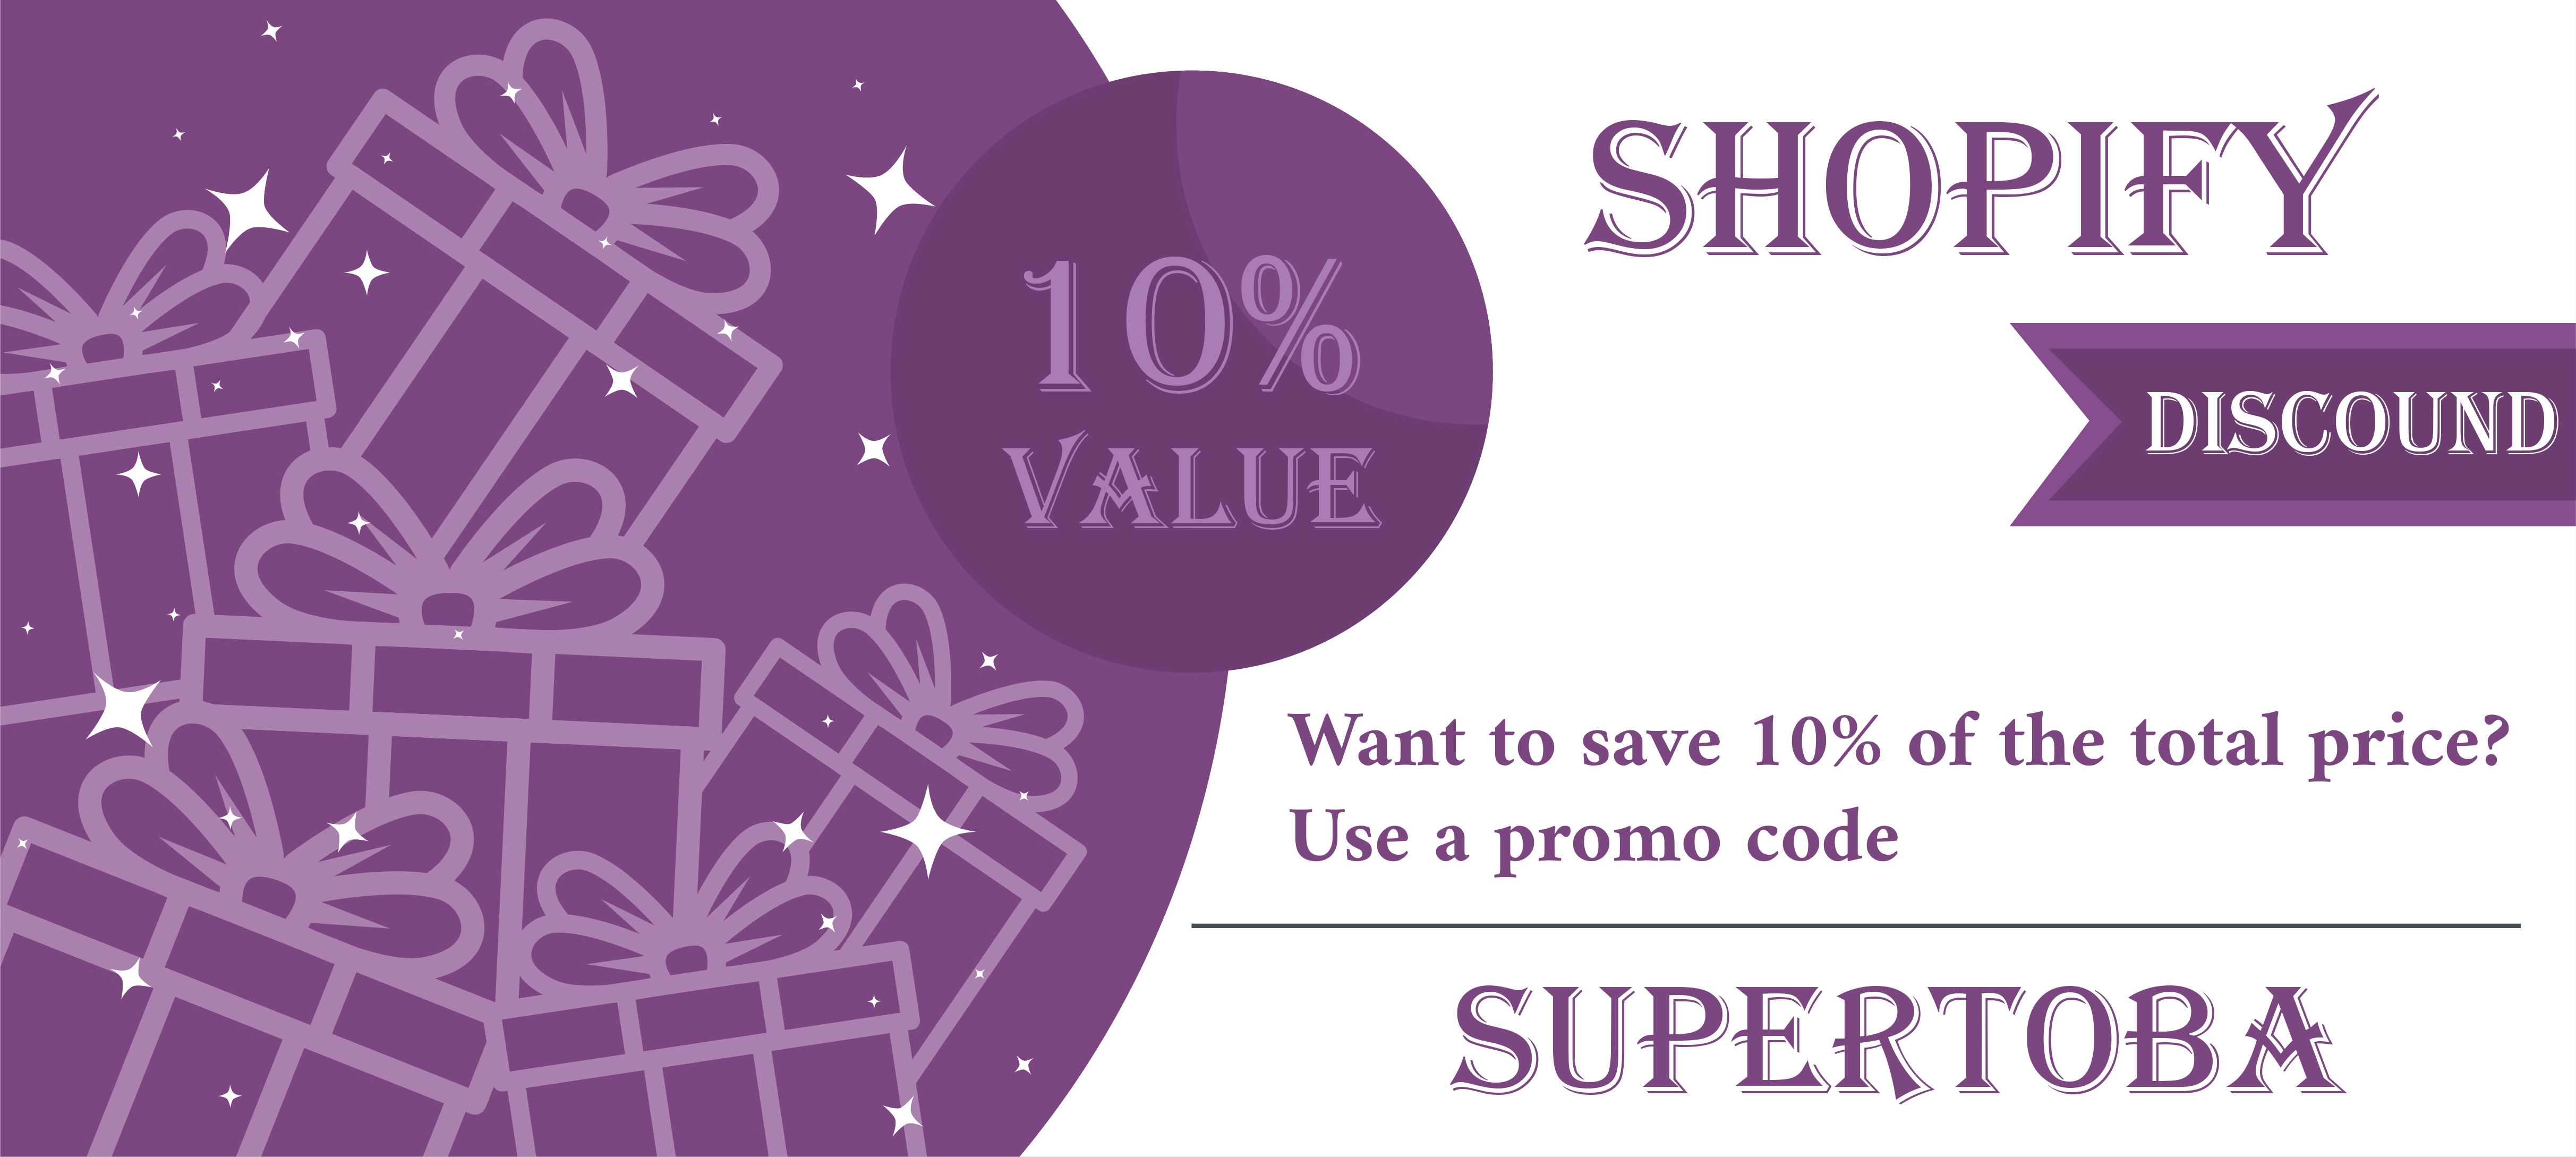 SHOPIFY
10%
VALUE
DISCOUND
Want to save 10% of the total price?
Use a promo code
SUPERTOBA